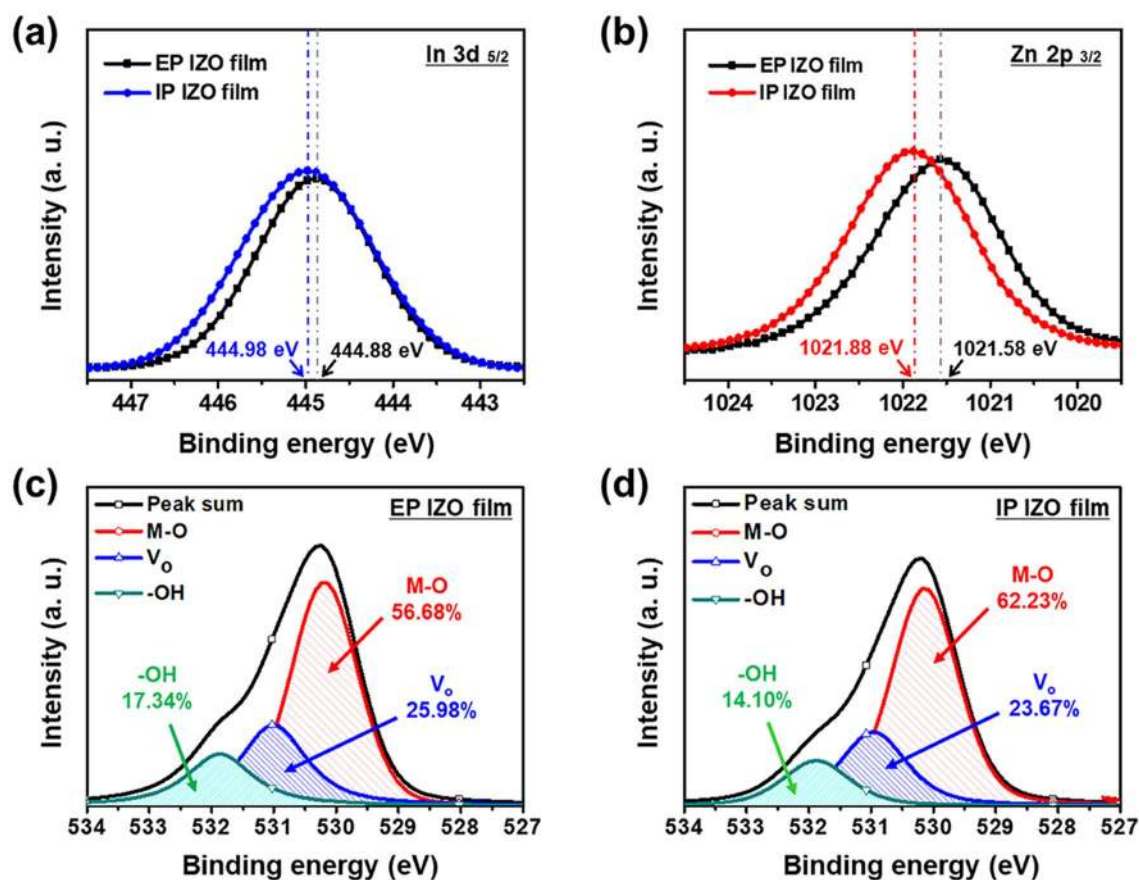 (a)
In 3d 5/2
EP IZO film
IP IZO film
444.98 eV
444.88 eV
447 446 445 444 443
Binding energy (eV)
Intensity (a. u.)
(b)
Zn 2p 3/2
EP IZO film
IP IZO film
1021.88 eV
1021.58 eV
1024 1023 1022 1021 1020
Binding energy (eV)
Intensity (a. u.)
(c)
Peak sum
M-O
Vo
-OH
EP IZO film
M-O
56.68%
-OH
17.34%
Vo
25.98%
534 533 532 531 530 529 528 527
Binding energy (eV)
Intensity (a. u.)
(d)
Peak sum
M-O
Vo
-OH
IP IZO film
M-O
62.23%
-OH
14.10%
Vo
23.67%
534 533 532 531 530 529 528 527
Binding energy (eV)
Intensity (a. u.)